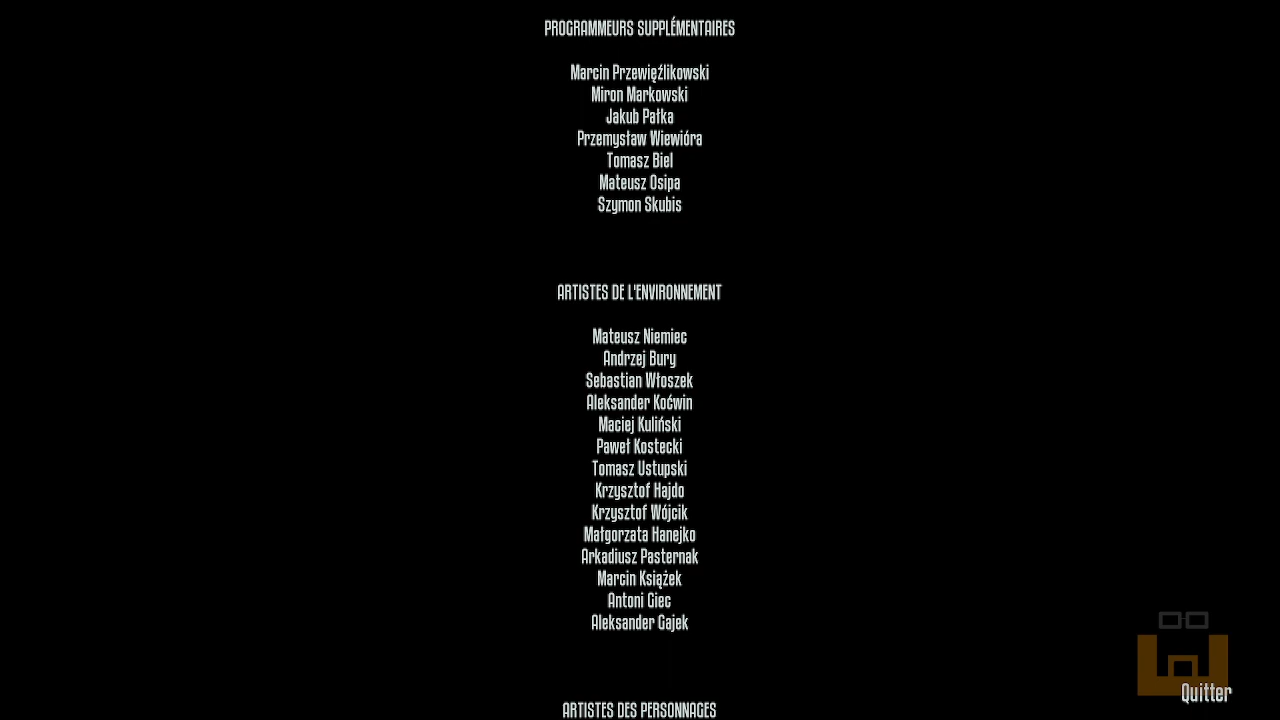 PROGRAMMEURS SUPPLÉMENTAIRES
Marcin Przewięźlikowski
Miron Markowski
Jakub Pałka
Przemysław Wiewióra
Tomasz Biel
Mateusz Osipa
Szymon Skubis
ARTISTES DE L'ENVIRONNEMENT
Mateusz Niemiec
Andrzej Bury
Sebastian Włoszek
Aleksander Koćwin
Maciej Kuliński
Paweł Kostecki
Tomasz Ustupski
Krzysztof Hajdo
Krzysztof Wójcik
Małgorzata Hanejko
Arkadiusz Pasternak
Marcin Książek
Antoni Giec
Aleksander Gajek
ARTISTES DES PERSONNAGES
Quitter